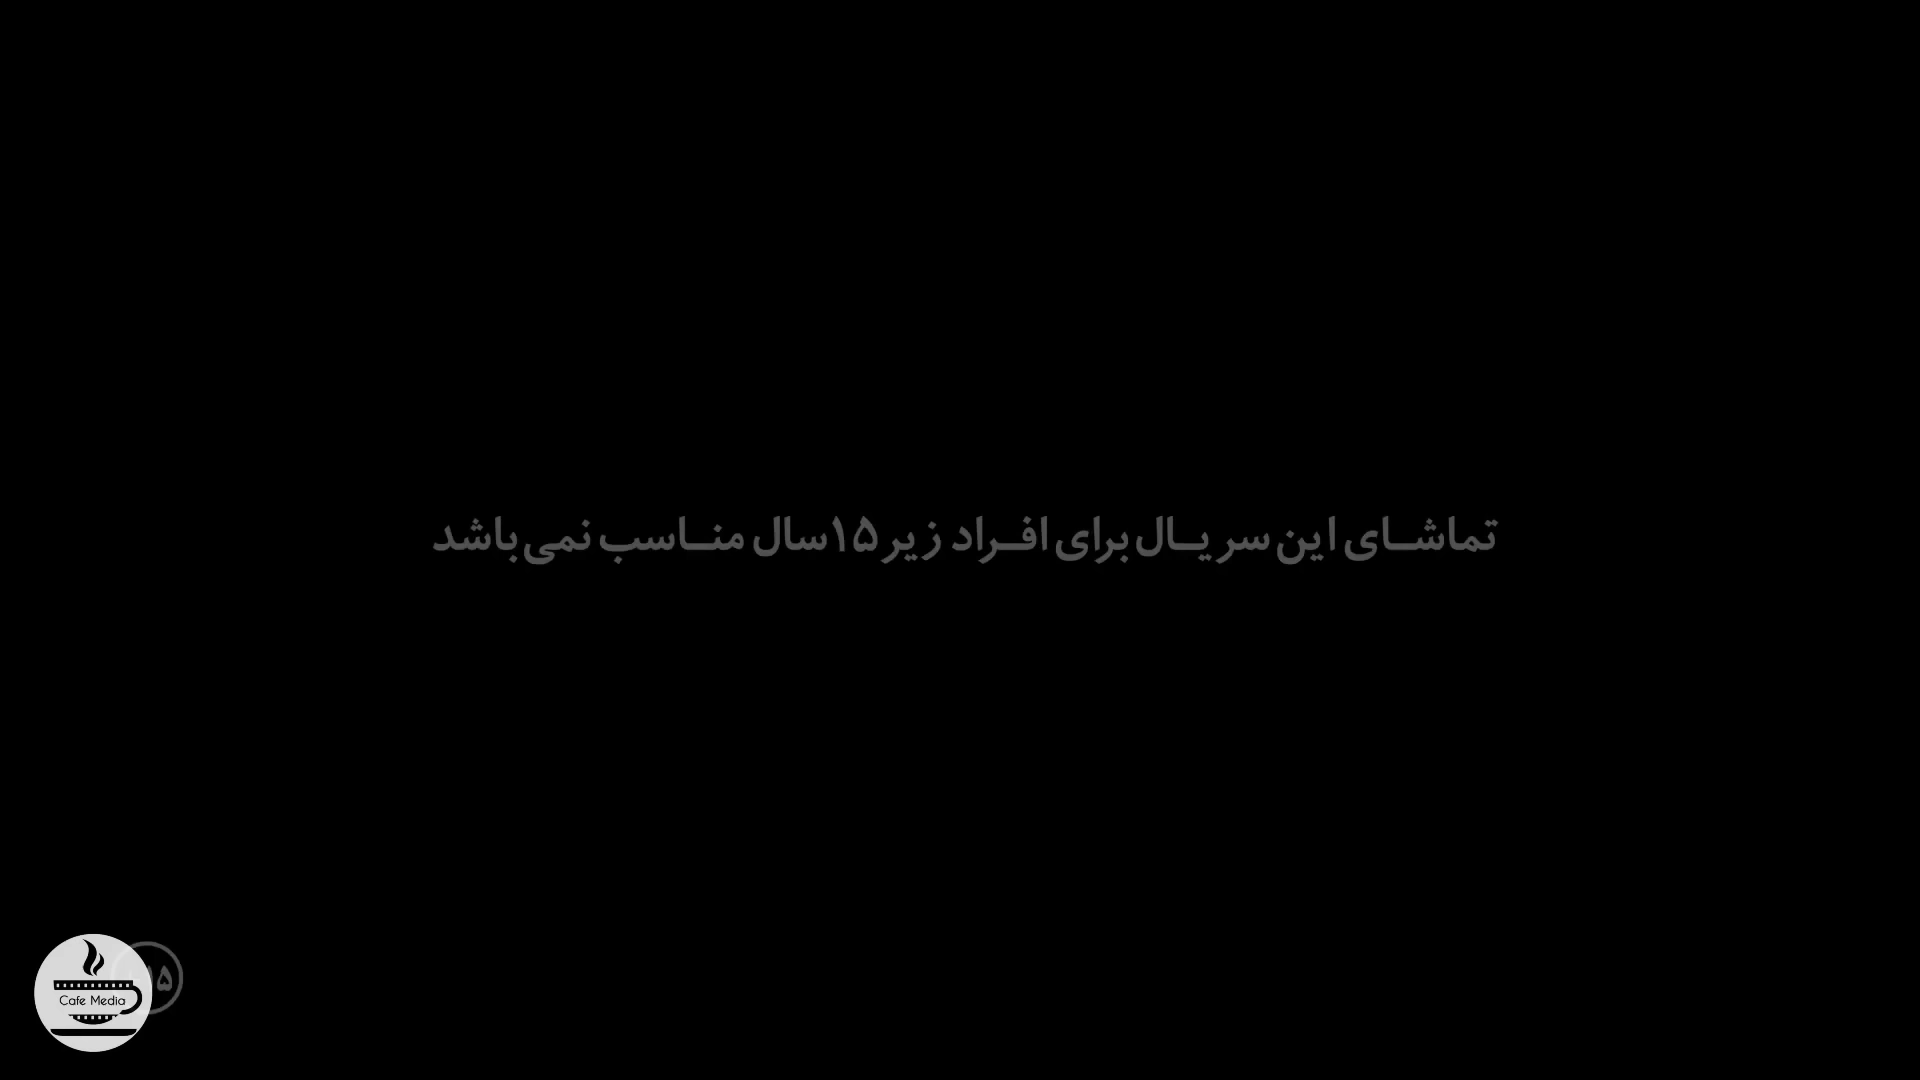 تماشای این سریال برای افراد زیر ۱۵ سال مناسب نمی‌باشد
Cafe Media